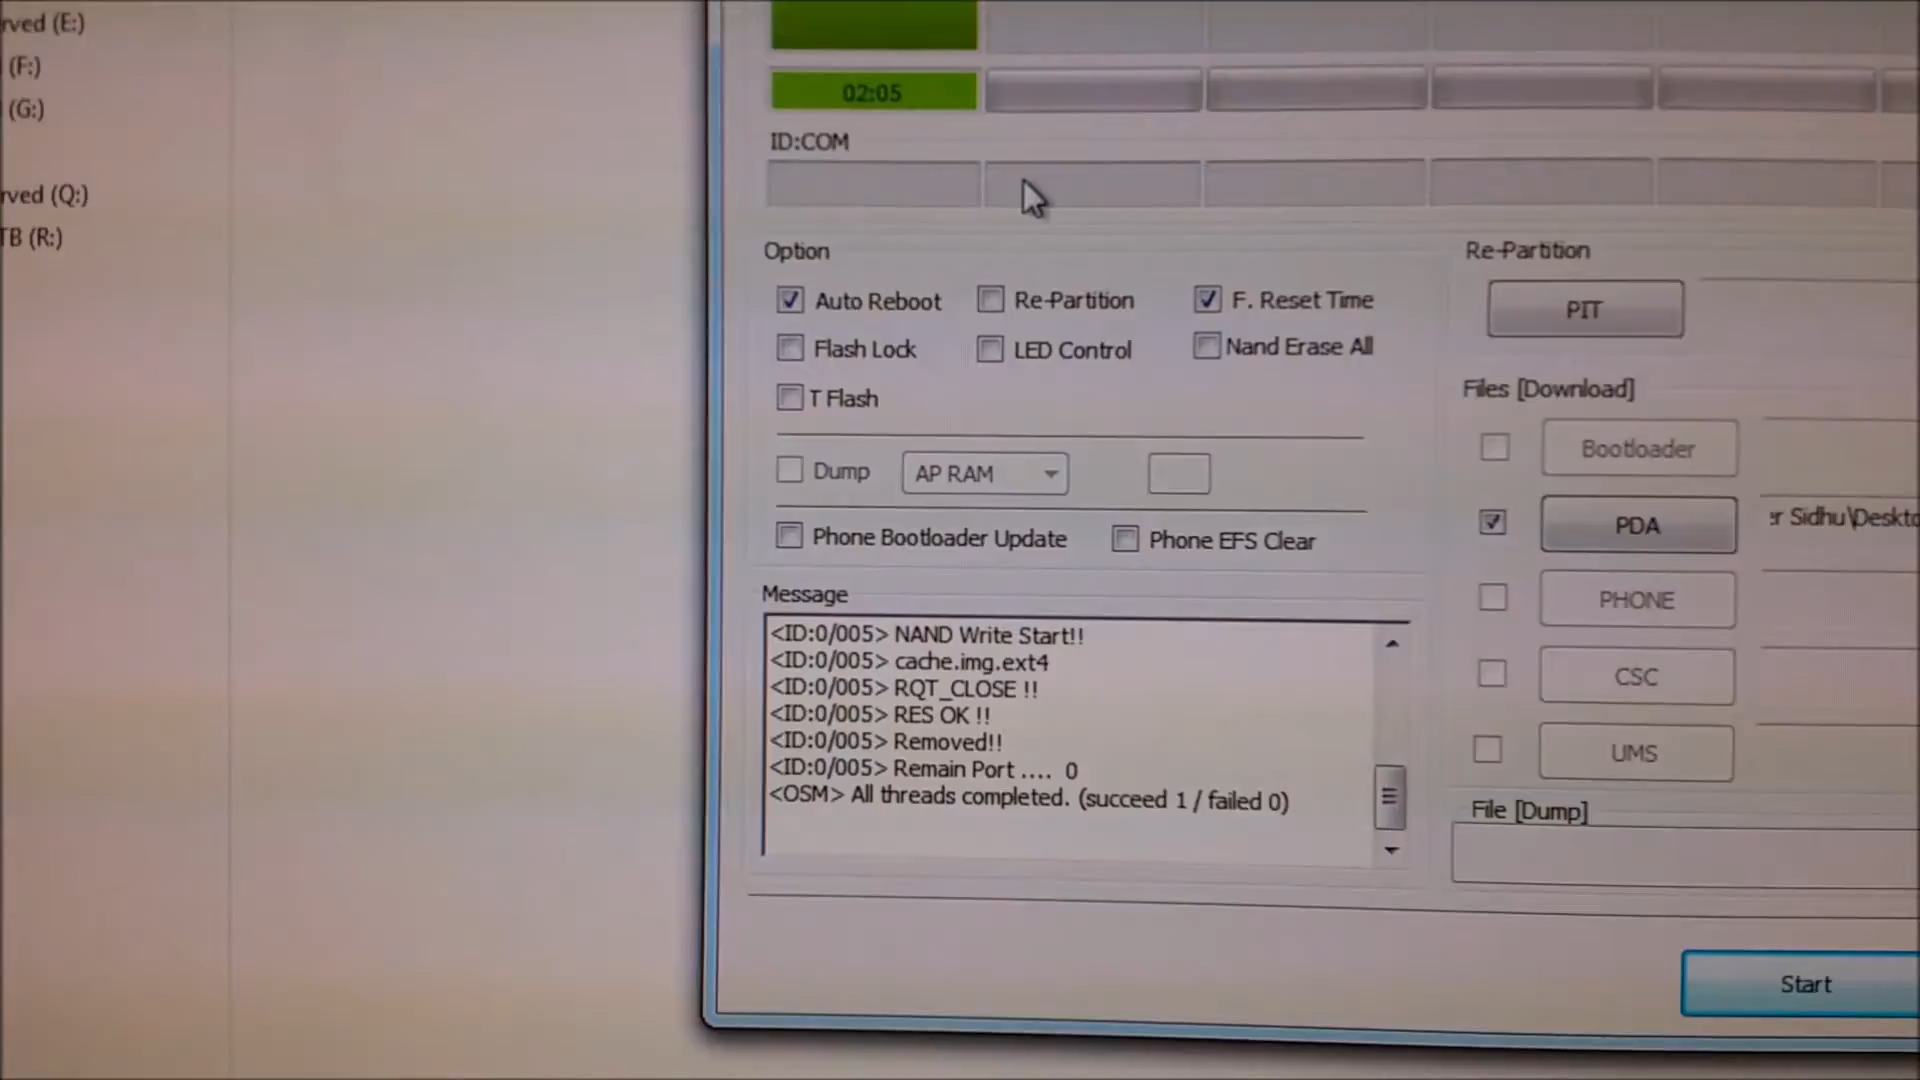 rved (E:)
(F:)
(G:)
rved (Q:)
TB (R:)
02:05
ID:COM
Option
Auto Reboot
Re-Partition
F. Reset Time
Flash Lock
LED Control
Nand Erase All
T Flash
Dump
AP RAM
Phone Bootloader Update
Phone EFS Clear
Message
<ID:0/005> NAND Write Start!!
<ID:0/005> cache.img.ext4
<ID:0/005> RQT_CLOSE !!
<ID:0/005> RES OK !!
<ID:0/005> Removed!!
<ID:0/005> Remain Port .... 0
<OSM> All threads completed. (succeed 1 / failed 0)
Re-Partition
PIT
Files [Download]
Bootloader
PDA
er Sidhu\Deskto
PHONE
CSC
UMS
File [Dump]
Start